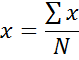 x = ∑ x / N